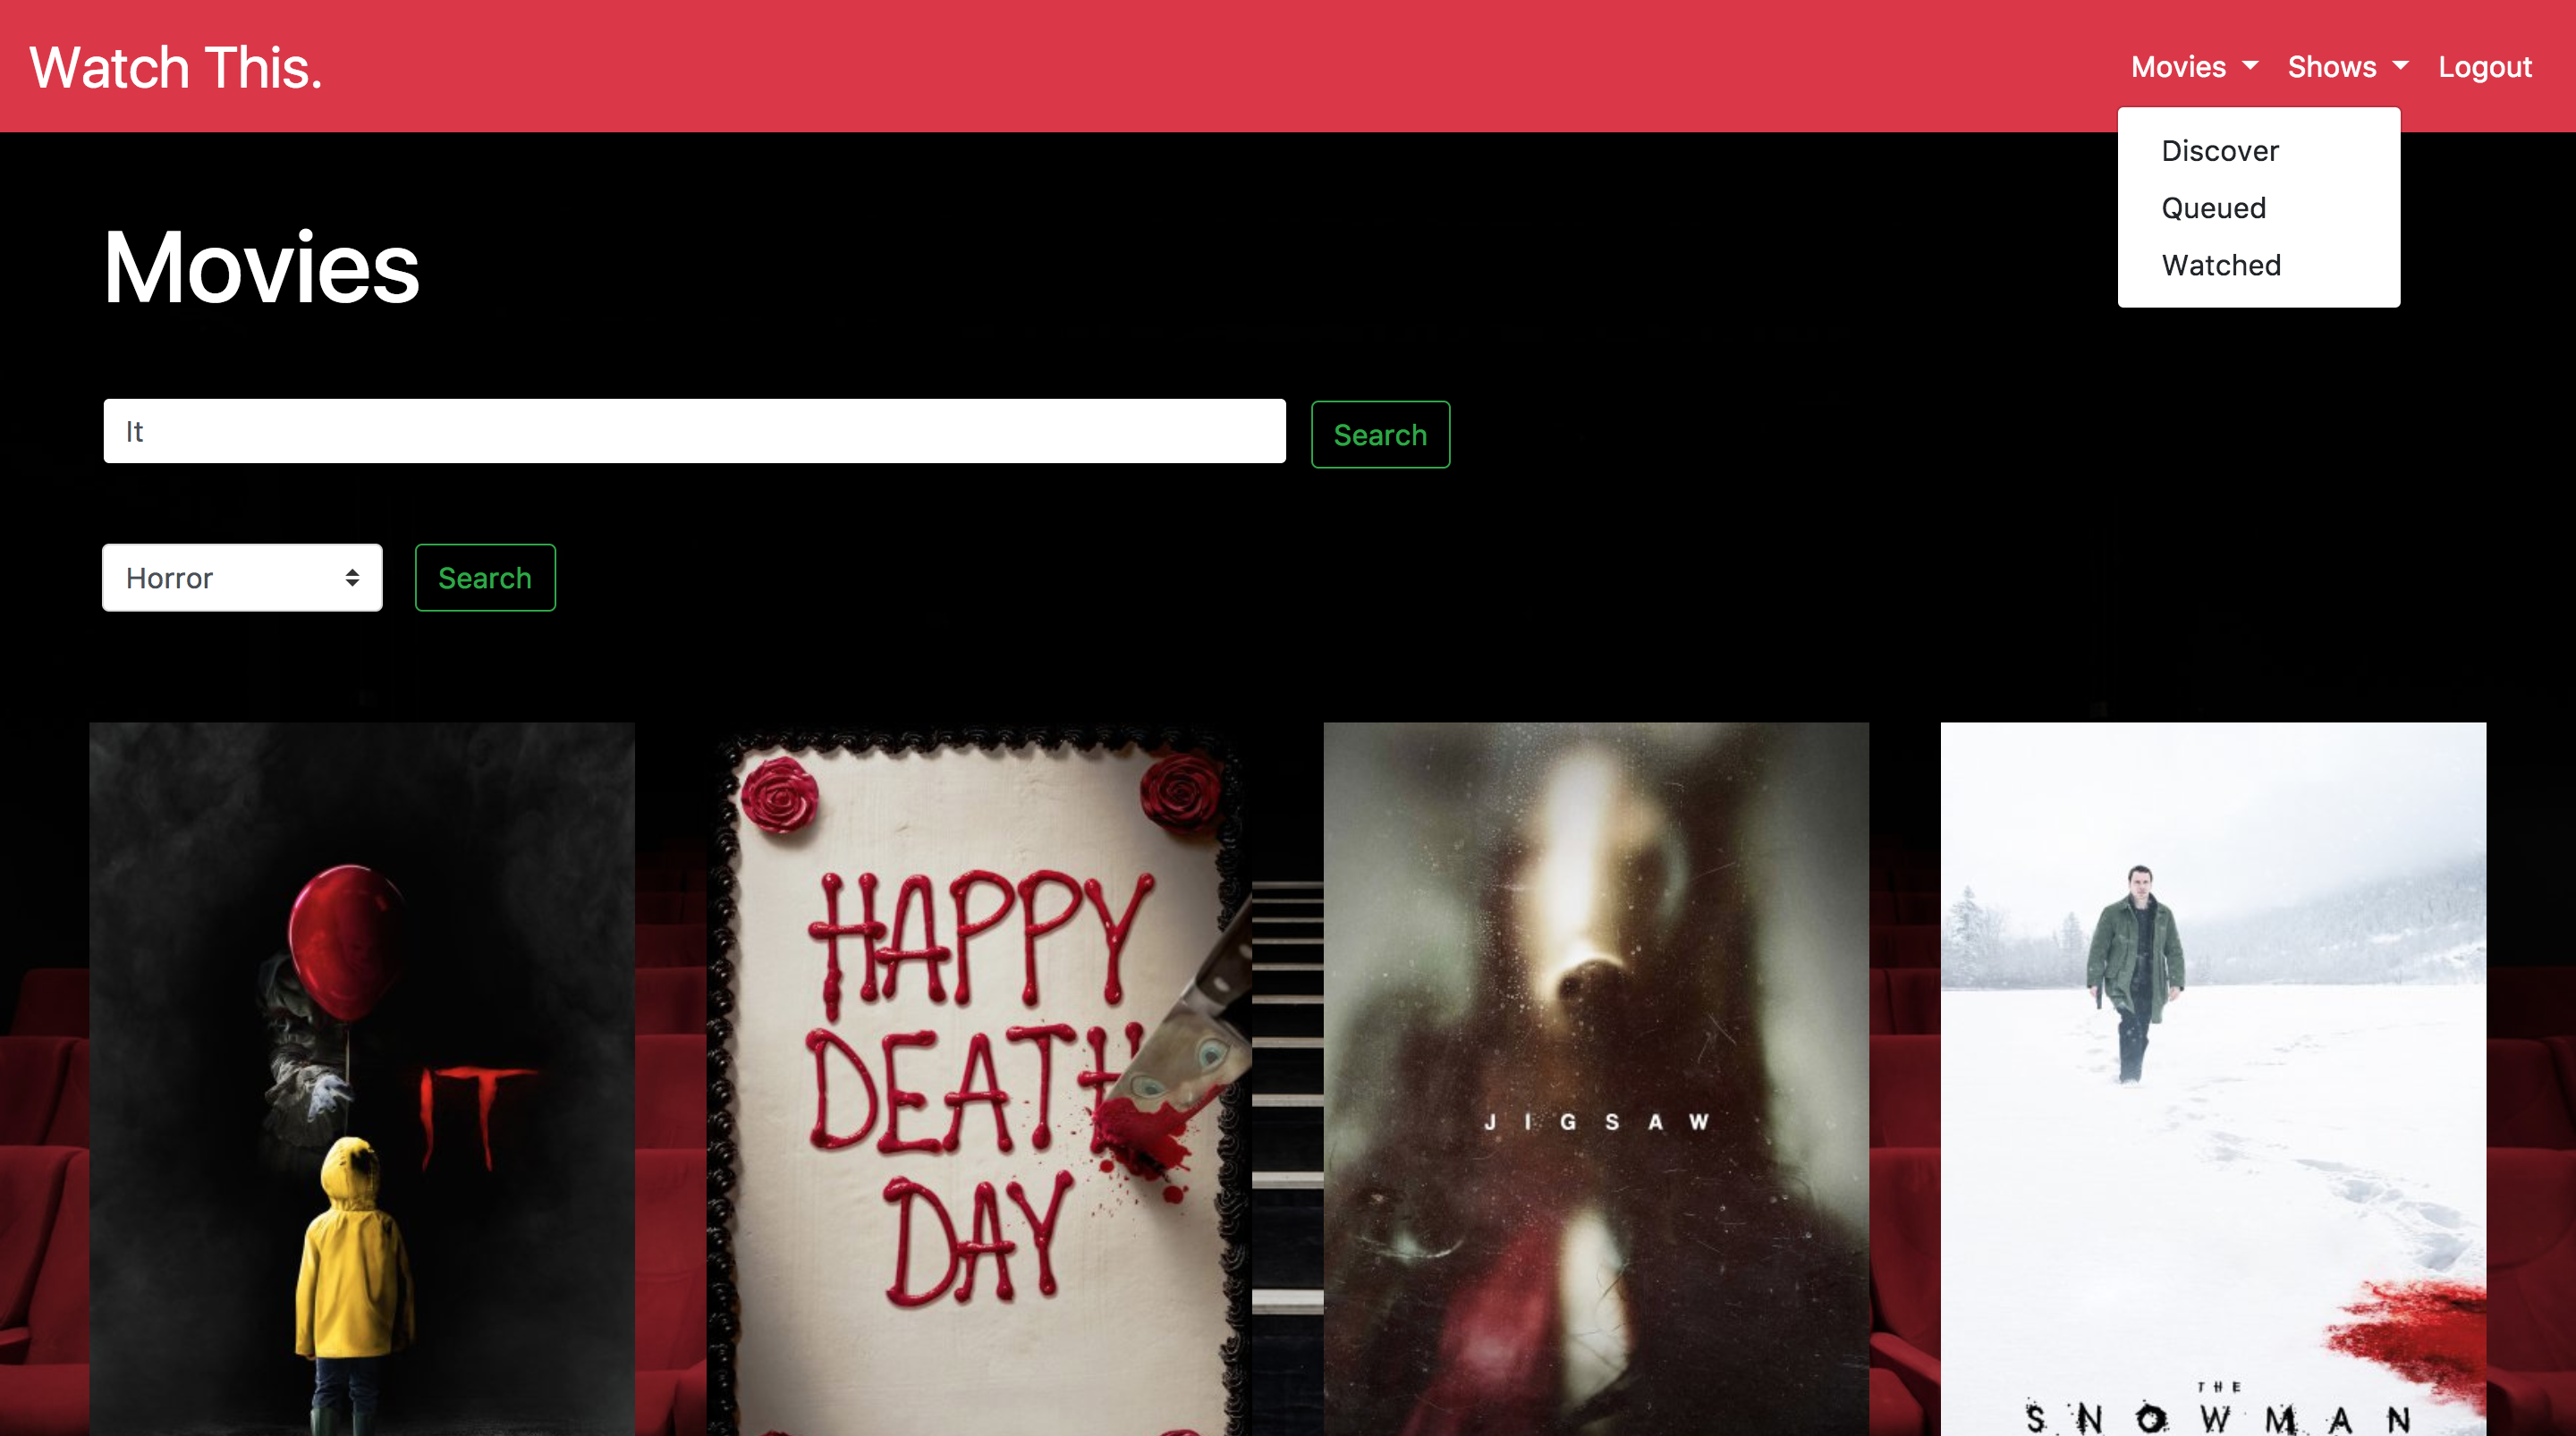 Watch This.
Movies Shows Logout
Discover
Queued
Watched
Movies
It Search
Horror Search
IT
HAPPY
DEATH
DAY
JIGSAW
THE
SNOWMAN